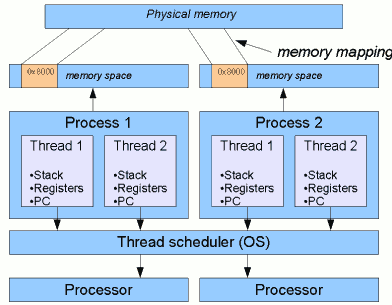 Physical memory
memory mapping
0x8000 memory space
0x8000 memory space
Process 1
Thread 1
•Stack
•Registers
•PC
Thread 2
•Stack
•Registers
•PC
Process 2
Thread 1
•Stack
•Registers
•PC
Thread 2
•Stack
•Registers
•PC
Thread scheduler (OS)
Processor
Processor